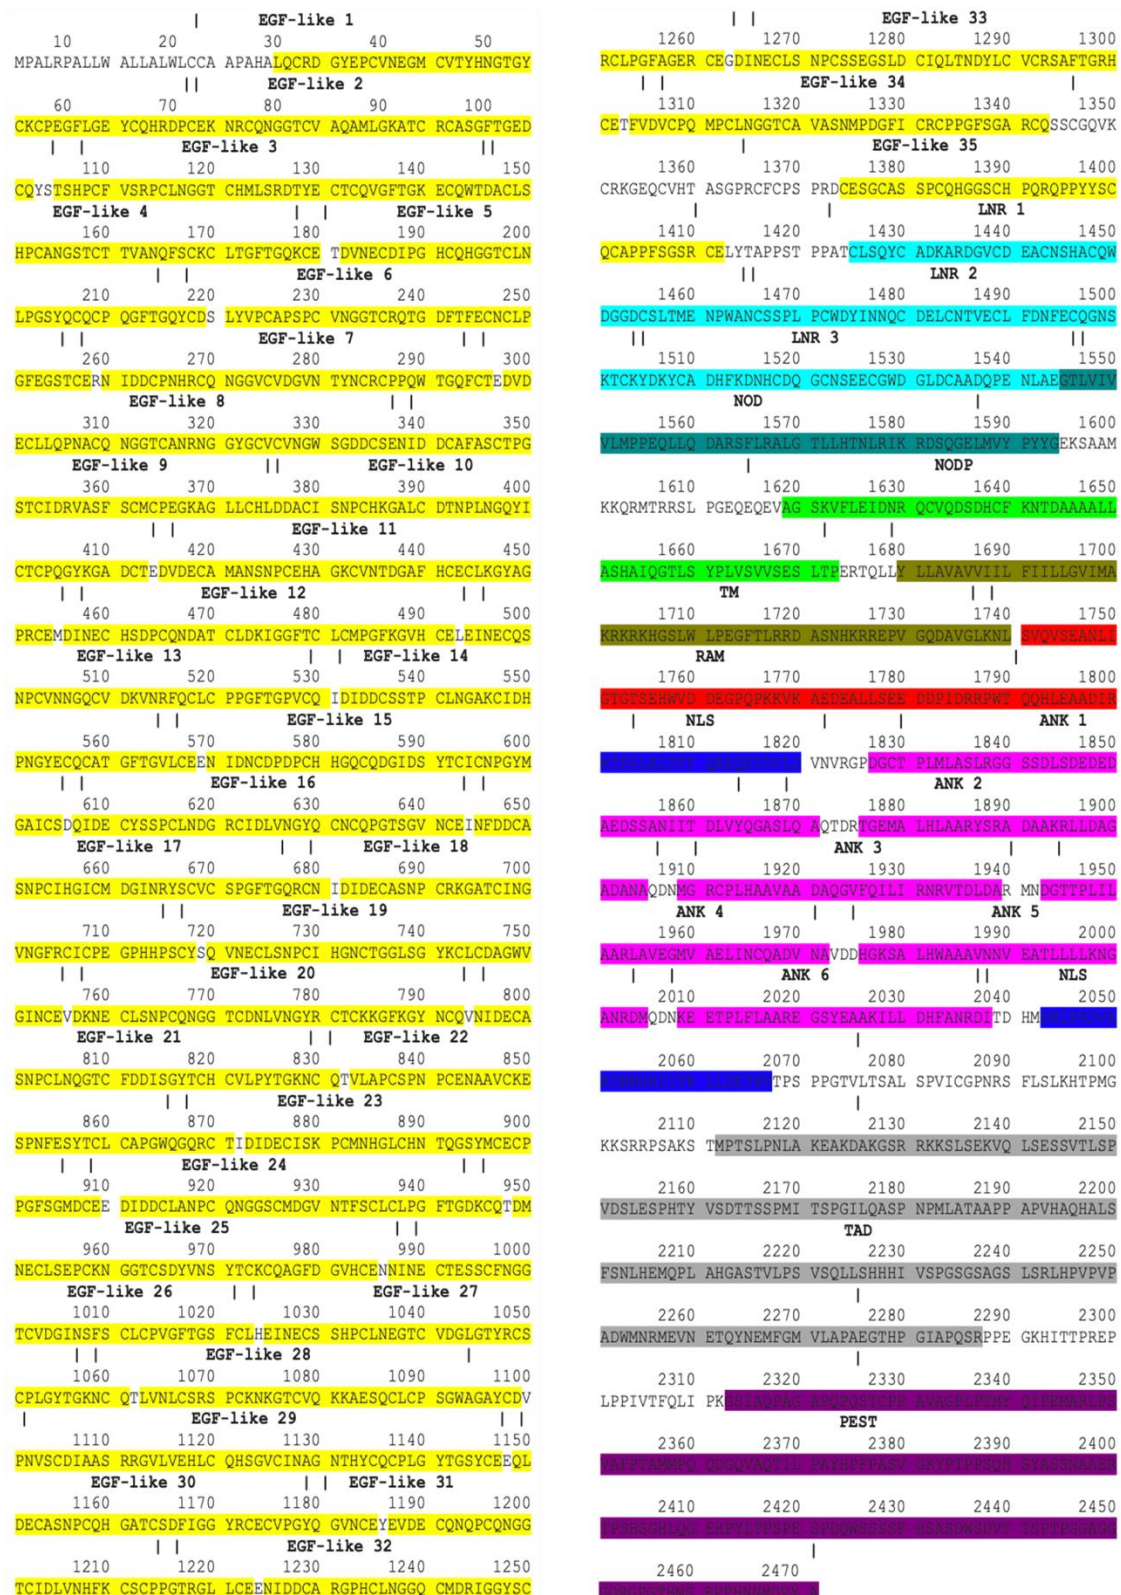 EGF-like 1
10 20 30 40 50
MPALRPALLW ALLALWLCCA APAHALQCRD GYEPCVNEGM CVTYHNGTGY
EGF-like 2
60 70 80 90 100
CKCPEGFLGE YCQHRDPCEK NRCQNGGTCV AQAMLGKATC RCASGFTGED
EGF-like 3
110 120 130 140 150
CQYSTSHPCF VSRPCLNGGT CHMLSRDTYE CTCQVGFTGK ECQWTDACLS
EGF-like 4 EGF-like 5
160 170 180 190 200
HPCANGSTCT TVANQFSCKC LTGFTGQKCE TDVNECDIPG HCQHGGTCLN
EGF-like 6
210 220 230 240 250
LPGSYQCQCP QGFTGQYCDS LYVPCAPSPC VNGGTCRQTG DFTFECNCLP
EGF-like 7
260 270 280 290 300
GFEGSTCERN IDDCPNHRCQ NGGVCVDGVN TYNCRCPPQW TGQFCTEDVD
EGF-like 8
310 320 330 340 350
ECLLQPNACQ NGGTCANRNG GYGCVCVNGW SGDDCSENID DCAFASCTPG
EGF-like 9 EGF-like 10
360 370 380 390 400
STCIDRVASF SCMCPEGKAG LLCHLDDACI SNPCHKGALC DTNPLNGQYI
EGF-like 11
410 420 430 440 450
CTCPQGYKGA DCTEDVDECA MANSNPCEHA GKCVNTDGAF HCECLKGYAG
EGF-like 12
460 470 480 490 500
PRCEMDINEC HSDPCQNDAT CLDKIGGFTC LCMPGFKGVH CELEINECQS
EGF-like 13 EGF-like 14
510 520 530 540 550
NPCVNNGQCV DKVNRFQCLC PPGFTGPVCQ IDIDDCSSTP CLNGAKCIDH
EGF-like 15
560 570 580 590 600
PNGYECQCAT GFTGVLCEEN IDNCDPDPCH HGQCQDGIDS YTCICNPGYM
EGF-like 16
610 620 630 640 650
GAICSDQIDE CYSSPCLNDG RCIDLVNGYQ CNCQPGTSGV NCEINFDDCA
EGF-like 17 EGF-like 18
660 670 680 690 700
SNPCIHGICM DGINRYSCVC SPGFTGQRCN IDIDECASNP CRKGATCING
EGF-like 19
710 720 730 740 750
VNGFRCICPE GPHHPSCYSQ VNECLSNPCI HGNCTGGLSG YKCLCDAGWV
EGF-like 20
760 770 780 790 800
GINCEVDKNE CLSNPCQNGG TCDNLVNGYR CTCKKGFKGY NCQVNIDECA
EGF-like 21 EGF-like 22
810 820 830 840 850
SNPCLNQGTC FDDISGYTCH CVLPYTGKNC QTVLAPCSPN PCENAAVCKE
EGF-like 23
860 870 880 890 900
SPNFESYTCL CAPGWQGQRC TIDIDECISK PCMNHGLCHN TQGSYMCECP
EGF-like 24
910 920 930 940 950
PGFSGMDCEE DIDDCLANPC QNGGSCMDGV NTFSCLCLPG FTGDKCQTDM
EGF-like 25
960 970 980 990 1000
NECLSEPCKN GGTCSDYVNS YTCKCQAGFD GVHCENNINE CTESSCFNGG
EGF-like 26 EGF-like 27
1010 1020 1030 1040 1050
TCVDGINSFS CLCPVGFTGS FCLHEINECS SHPCLNEGTC VDGLGTYRCS
EGF-like 28
1060 1070 1080 1090 1100
CPLGYTGKNC QTLVNLCSRS PCKNKGTCVQ KKAESQCLCP SGWAGAYCDV
EGF-like 29
1110 1120 1130 1140 1150
PNVSCDIAAS RRGVLVEHLC QHSGVCINAG NTHYCQCPLG YTGSYCEEQL
EGF-like 30 EGF-like 31
1160 1170 1180 1190 1200
DECASNPCQH GATCSDFIGG YRCECVPGYQ GVNCEYEVDE CQNQPCQNGG
EGF-like 32
1210 1220 1230 1240 1250
TCIDLVNHFK CSCPPGTRGL LCEENIDDCA RGPHCLNGGQ CMDRIGGYSC
EGF-like 33
1260 1270 1280 1290 1300
RCLPGFAGER CEGDINECLS NPCSSEGSLD CIQLTNDYLC VCRSAFTGRH
EGF-like 34
1310 1320 1330 1340 1350
CETFVDVCPQ MPCLNGGTCA VASNMPDGFI CRCPPGFSGA RCQSSCGQVK
EGF-like 35
1360 1370 1380 1390 1400
CRKGEQCVHT ASGPRCFCPS PRDCESGCAS SPCQHGGSCH PQRQPPYYSC
LNR 1
1410 1420 1430 1440 1450
QCAPPFSGSR CELYTAPPST PPATCLSQYC ADKARDGVCD EACNSHACQW
LNR 2
1460 1470 1480 1490 1500
DGGDCSLTME NPWANCSSPL PCWDYINNQC DELCNTVECL FDNFECQGNS
LNR 3
1510 1520 1530 1540 1550
KTCKYDKYCA DHFKDNHCDQ GCNSEECGWD GLDCAADQPE NLAEGTLVIV
NOD
1560 1570 1580 1590 1600
VLMPPEQLLQ DARSFLRALG TLLHTNLRIK RDSQGELMVY PYYGEKSAAM
NODP
1610 1620 1630 1640 1650
KKQRMTRRSL PGEQEQEVAG SKVFLEIDNR QCVQDSDHCF KNTDAAAALL
1660 1670 1680 1690 1700
ASHAIQGTLS YPLVSVVSES LTPERTQLLY LLAVAVVIIL FIILLGVIMA
TM
1710 1720 1730 1740 1750
KRKRKHGSLW LPEGFTLRRD ASNHKRREPV GQDAVGLKNL SVQVSEANLI
RAM
1760 1770 1780 1790 1800
GTGTSEHWVD DEGPQPKKVK AEDEALLSEE DDPIDRRPWT QQHLEAADIR
NLS ANK 1
1810 1820 1830 1840 1850
VNVRGPDGCT PLMLASLRGG SSDLSDEDED
ANK 2
1860 1870 1880 1890 1900
AEDSSANIIT DLVYQGASLQ AQTDRTGEMA LHLAARYSRA DAAKRLLDAG
ANK 3
1910 1920 1930 1940 1950
ADANAQDNMG RCPLHAAVAA DAQGVFQILI RNRVTDLDAR MNDGTTPLIL
ANK 4 ANK 5
1960 1970 1980 1990 2000
AARLAVEGMV AELINCQADV NAVDDHGKSA LHWAAAVNNV EATLLLLKNG
ANK 6 NLS
2010 2020 2030 2040 2050
ANRDMQDNKE ETPLFLAARE GSYEAAKILL DHFANRDITD
2060 2070 2080 2090 2100
PPGTVLTSAL SPVICGPNRS FLSLKHTPMG
2110 2120 2130 2140 2150
KKSRRPSAKS TMPTSLPNLA KEAKDAKGSR RKKSLSEKVQ LSESSVTLSP
2160 2170 2180 2190 2200
VDSLESPHTY VSDTTSSPMI TSPGILQASP NPMLATAAPP APVHAQHALS
TAD
2210 2220 2230 2240 2250
FSNLHEMQPL AHGASTVLPS VSQLLSHHHI VSPGSGSAGS LSRLHPVPVP
2260 2270 2280 2290 2300
ADWMNRMEVN ETQYNEMFGM VLAPAEGTHP GIAPQSRPPE GKHITTPREP
2310 2320 2330 2340 2350
LPPIVTFQLI
PEST
2360 2370 2380 2390 2400
2410 2420 2430 2440 2450
2460 2470